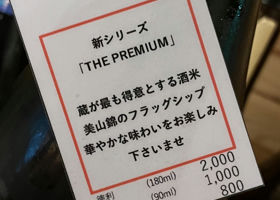 新シリーズ
「THE PREMIUM」
蔵が最も得意とする酒米
美山錦のフラッグシップ
華やかな味わいをお楽しみ
下さいませ
2,000
徳利 (180ml) 1,000
(90ml) 800